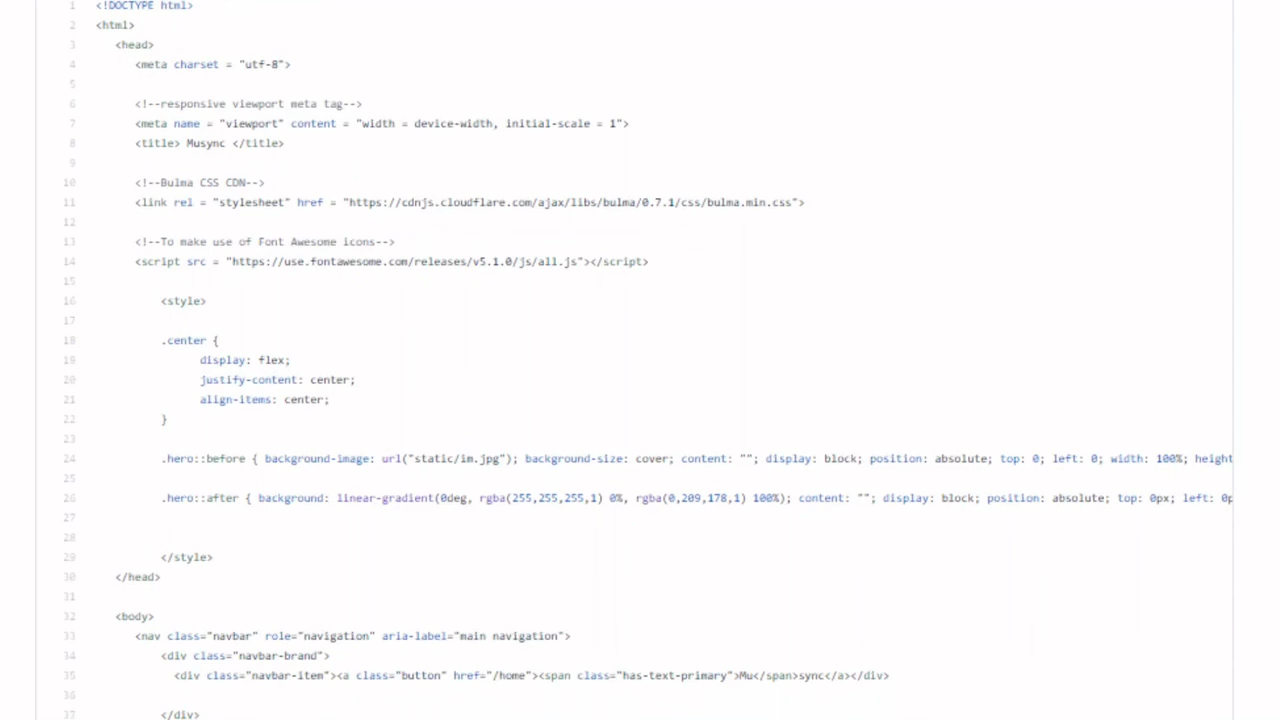 1 <!DOCTYPE html>
2 <html>
3 <head>
4 <meta charset = "utf-8">
5
6 <!--responsive viewport meta tag-->
7 <meta name = "viewport" content = "width = device-width, initial-scale = 1">
8 <title> Musync </title>
9
10 <!--Bulma CSS CDN-->
11 <link rel = "stylesheet" href = "https://cdnjs.cloudflare.com/ajax/libs/bulma/0.7.1/css/bulma.min.css">
12
13 <!--To make use of Font Awesome icons-->
14 <script src = "https://use.fontawesome.com/releases/v5.1.0/js/all.js"></script>
15
16 <style>
17
18 .center {
19 display: flex;
20 justify-content: center;
21 align-items: center;
22 }
23
24 .hero::before { background-image: url("static/im.jpg"); background-size: cover; content: ""; display: block; position: absolute; top: 0; left: 0; width: 100%; height
25
26 .hero::after { background: linear-gradient(0deg, rgba(255,255,255,1) 0%, rgba(0,209,178,1) 100%); content: ""; display: block; position: absolute; top: 0px; left: 0p
27
28
29 </style>
30 </head>
31
32 <body>
33 <nav class="navbar" role="navigation" aria-label="main navigation">
34 <div class="navbar-brand">
35 <div class="navbar-item"><a class="button" href="/home"><span class="has-text-primary">Mu</span>sync</a></div>
36
37 </div>